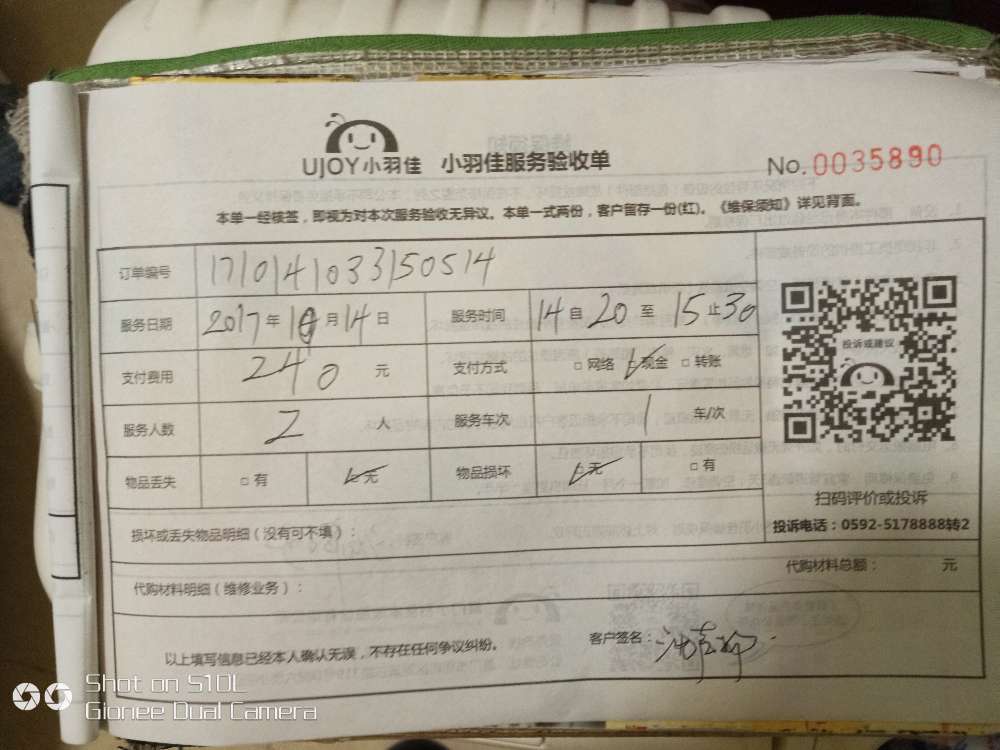 UJOY小羽佳 小羽佳服务验收单 No. 0035890
本单一经核签，即视为对本次服务验收无异议。本单一式两份，客户留存一份(红)。《维保须知》详见背面。
订单编号 17104103350514
服务日期 2017年10月14日 服务时间 14自20至15止30
支付费用 240元 支付方式 □网络 ☑现金 □转账
服务人数 2人 服务车次 1车/次
物品丢失 □有 ☑无 物品损坏 ☑无 □有
投诉或建议
扫码评价或投诉
投诉电话：0592-5178888转2
损坏或丢失物品明细（没有可不填）：
代购材料明细（维修业务）： 代购材料总额： 元
以上填写信息已经本人确认无误，不存在任何争议纠纷。 客户签名：
Shot on S10L
Gionee Dual Camera